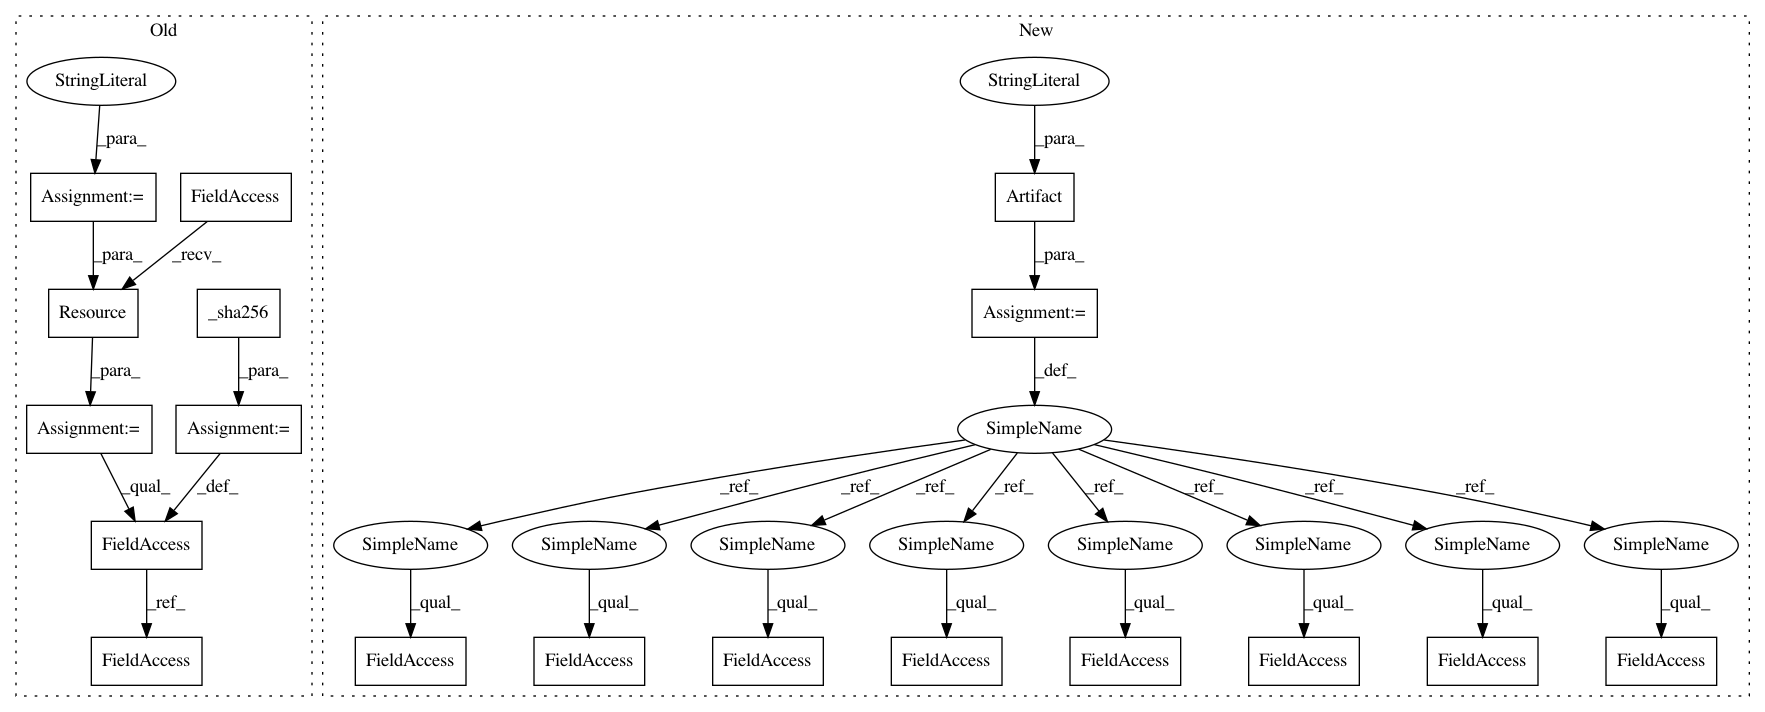 Old
New
StringLiteral
StringLiteral
_para_
_para_
Assignment:=
FieldAccess
Artifact
_para_
_recv_
_para_
Resource
_sha256
Assignment:=
_para_
_para_
_def_
Assignment:=
Assignment:=
SimpleName
_qual_
_def_
_ref_
_ref_
_ref_
_ref_
_ref_
_ref_
_ref_
_ref_
FieldAccess
SimpleName
SimpleName
SimpleName
SimpleName
SimpleName
SimpleName
SimpleName
SimpleName
_ref_
_qual_
_qual_
_qual_
_qual_
_qual_
_qual_
_qual_
_qual_
FieldAccess
FieldAccess
FieldAccess
FieldAccess
FieldAccess
FieldAccess
FieldAccess
FieldAccess
FieldAccess